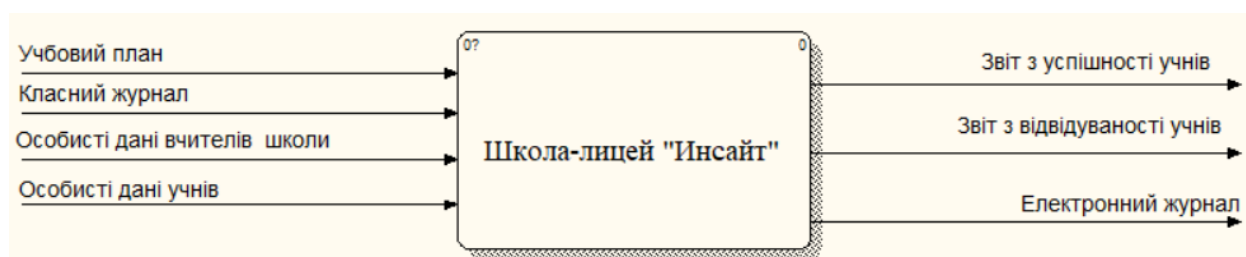 Учбовий план
Класний журнал
Особисті дані вчителів школи
Особисті дані учнів
0?
0
Школа-лицей "Инсайт"
Звіт з успішності учнів
Звіт з відвідуваності учнів
Електронний журнал